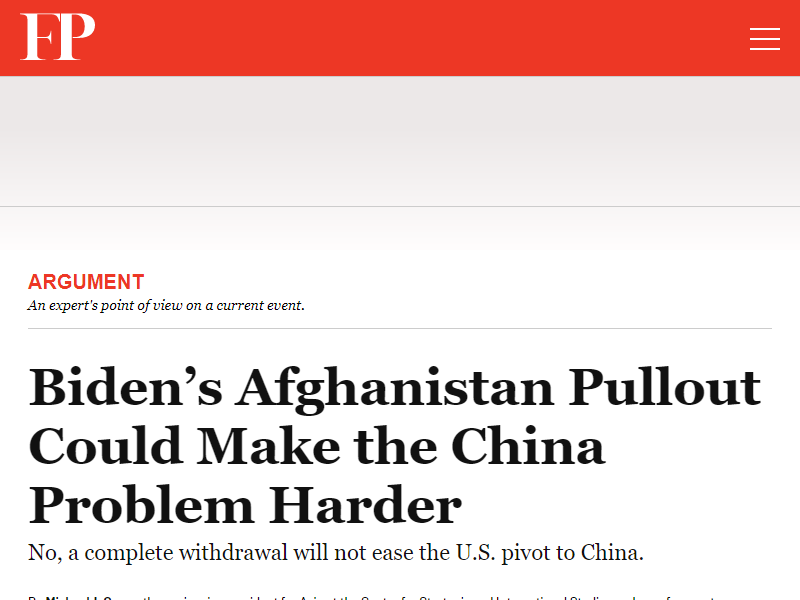 FP
ARGUMENT
An expert's point of view on a current event.
Biden’s Afghanistan Pullout
Could Make the China
Problem Harder
No, a complete withdrawal will not ease the U.S. pivot to China.